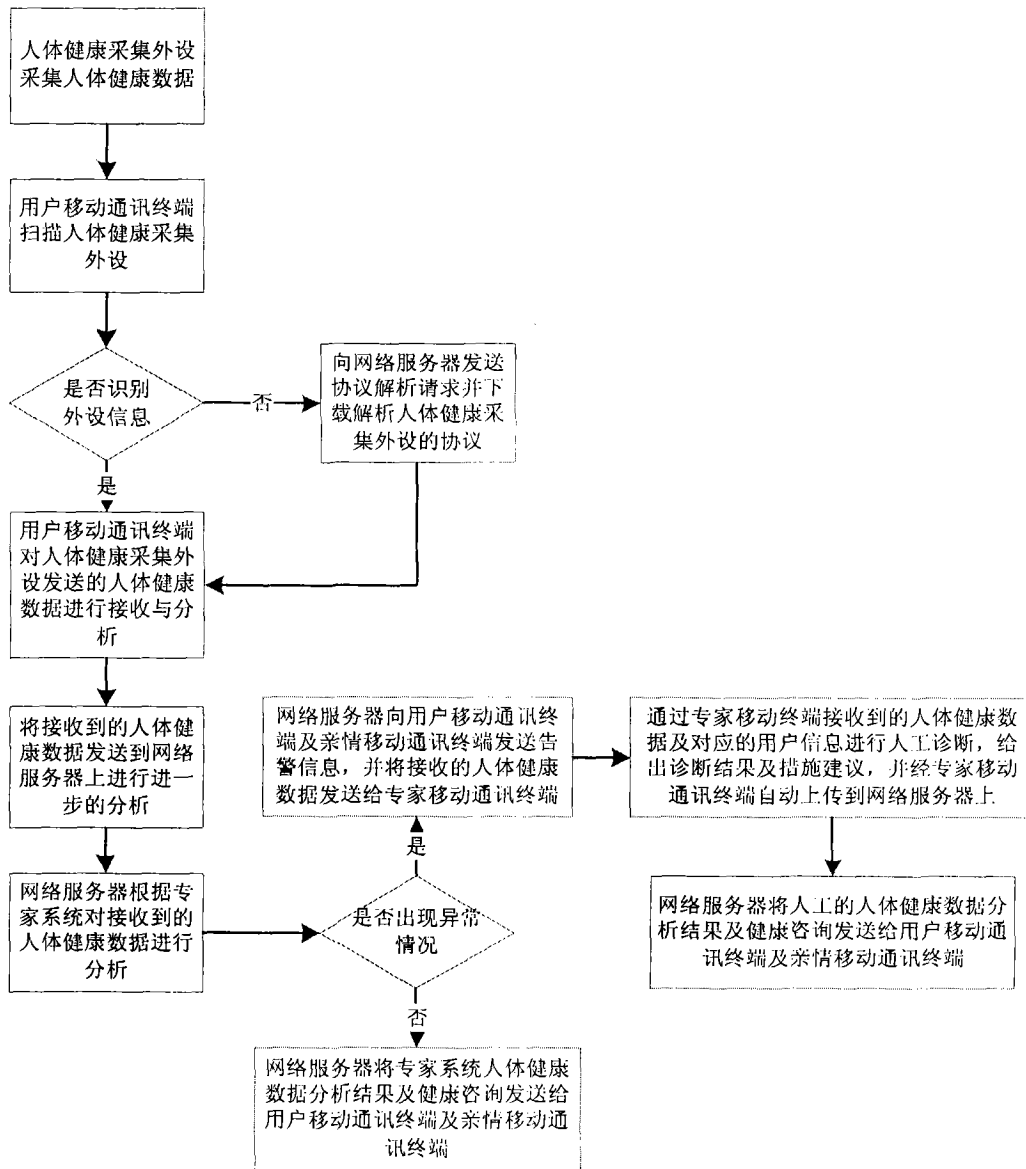 人体健康采集外设
采集人体健康数据
用户移动通讯终端
扫描人体健康采集
外设
是否识别
外设信息
否
向网络服务器发送
协议解析请求并下
载解析人体健康采
集外设的协议
是
用户移动通讯终端
对人体健康采集外
设发送的人体健康
数据进行接收与分
析
将接收到的人体健
康数据发送到网络
服务器上进行进一
步的分析
网络服务器根据专
家系统对接收到的
人体健康数据进行
分析
是否出现异常
情况
是
网络服务器向用户移动通讯终
端及亲情移动通讯终端发送告
警信息，并将接收的人体健康
数据发送给专家移动通讯终端
通过专家移动终端接收到的人体健康数
据及对应的用户信息进行人工诊断，给
出诊断结果及措施建议，并经专家移动
通讯终端自动上传到网络服务器上
网络服务器将人工的人体健康数据分
析结果及健康咨询发送给用户移动通
讯终端及亲情移动通讯终端
否
网络服务器将专家系统人体健康
数据分析结果及健康咨询发送给
用户移动通讯终端及亲情移动通
讯终端